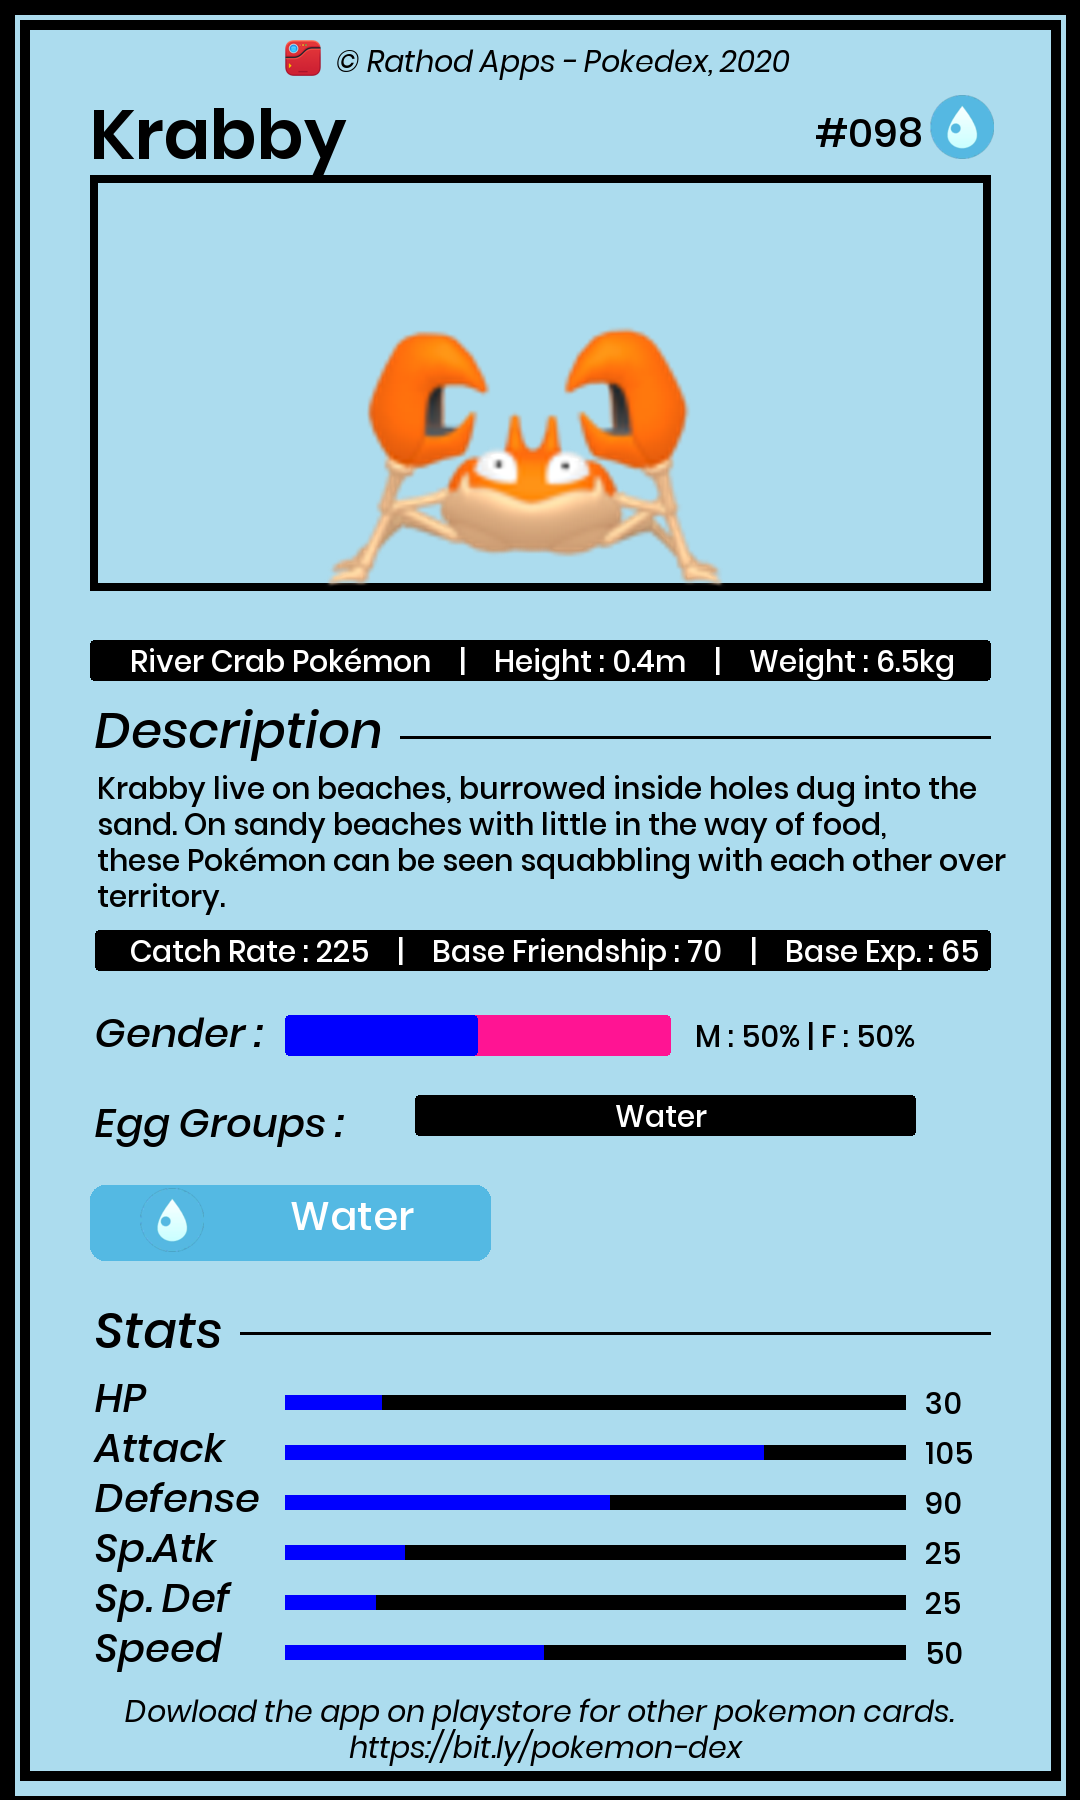 © Rathod Apps - Pokedex, 2020
Krabby
#098
River Crab Pokémon | Height : 0.4m | Weight : 6.5kg
Description
Krabby live on beaches, burrowed inside holes dug into the
sand. On sandy beaches with little in the way of food,
these Pokémon can be seen squabbling with each other over
territory.
Catch Rate : 225 | Base Friendship : 70 | Base Exp. : 65
Gender : M : 50% | F : 50%
Egg Groups : Water
Water
Stats
HP 30
Attack 105
Defense 90
Sp.Atk 25
Sp. Def 25
Speed 50
Dowload the app on playstore for other pokemon cards.
https://bit.ly/pokemon-dex